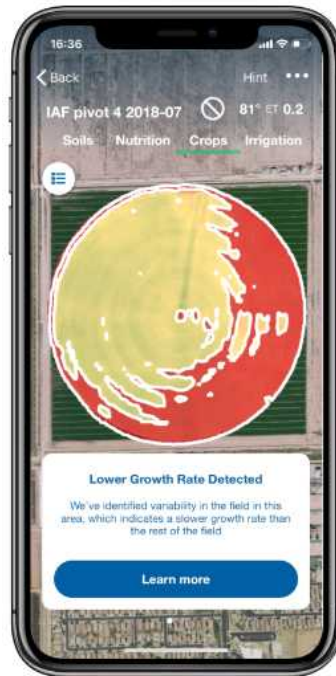 16:36
Back Hint
IAF pivot 4 2018-07 81° ET 0.2
Soils Nutrition Crops Irrigation
Lower Growth Rate Detected
We've identified variability in the field in this
area, which indicates a slower growth rate than
the rest of the field
Learn more